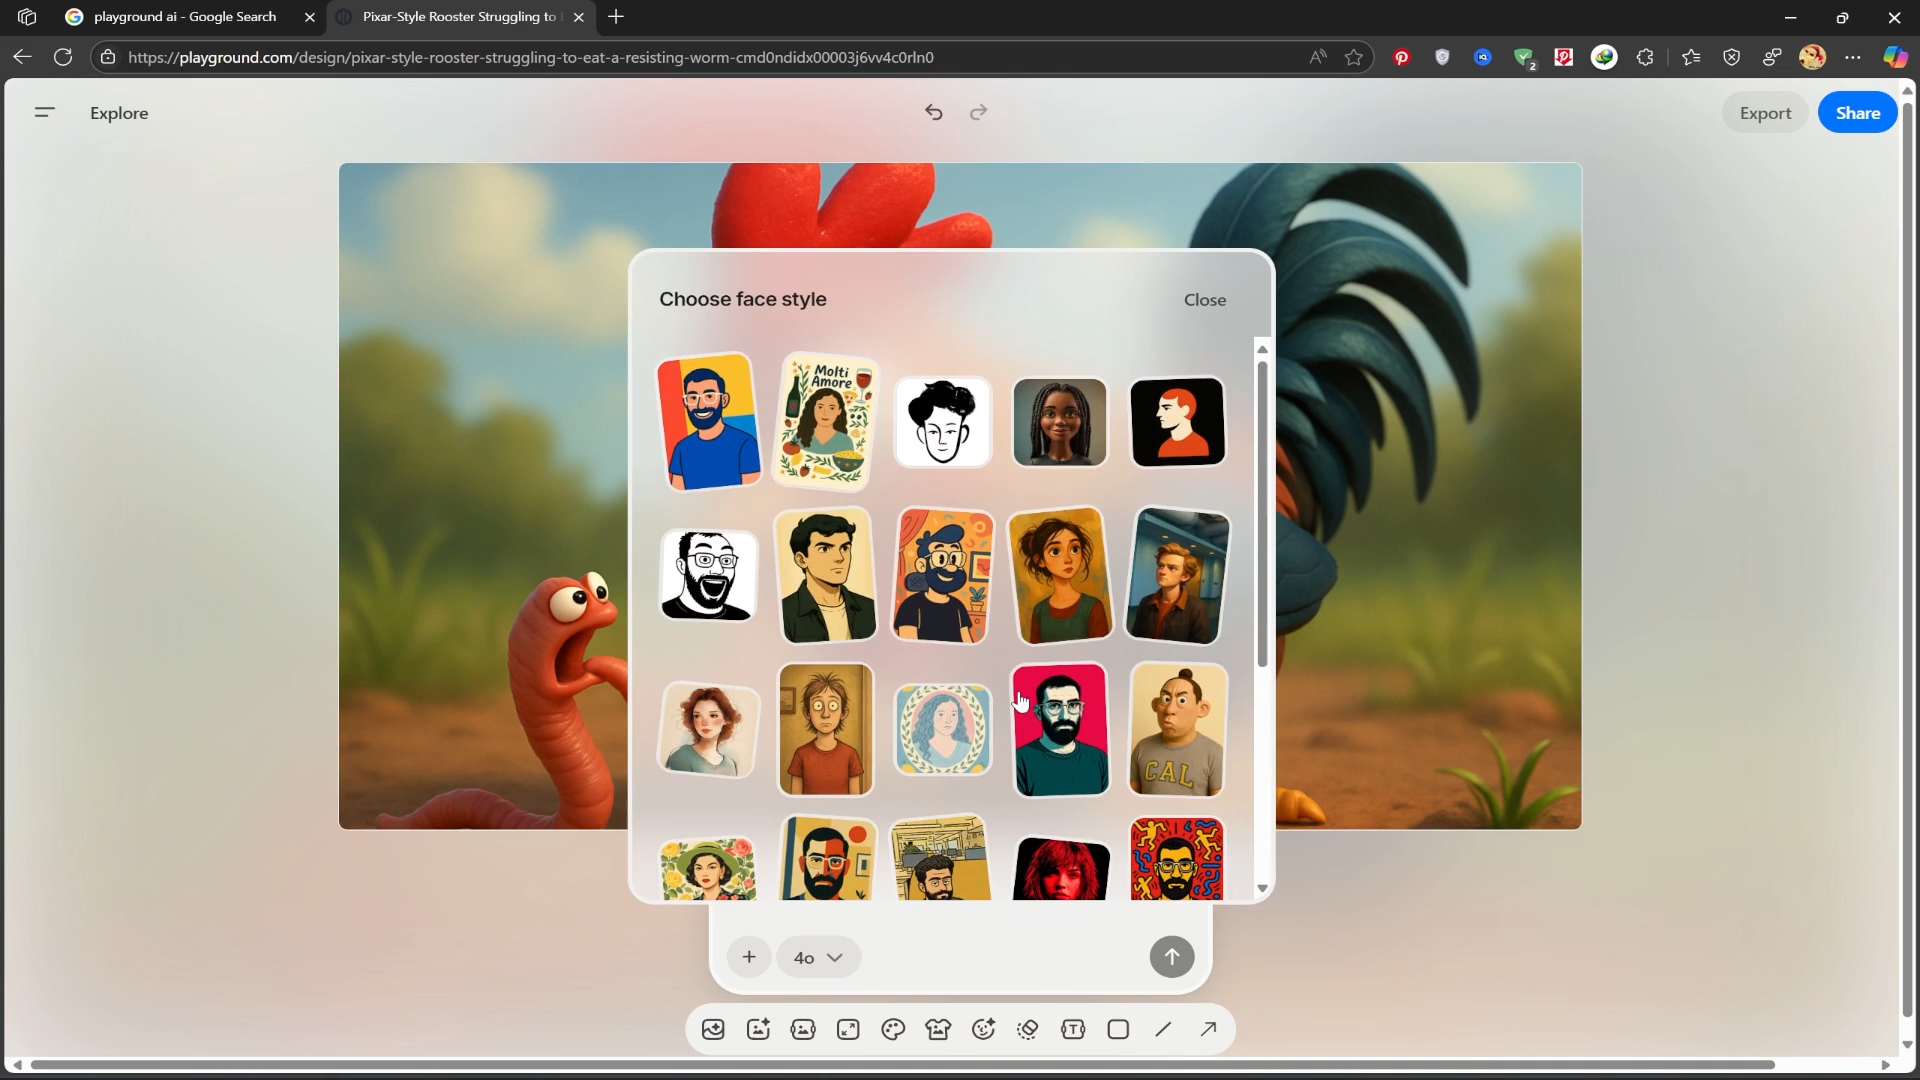 playground ai - Google Search
Pixar-Style Rooster Struggling to
https://playground.com/design/pixar-style-rooster-struggling-to-eat-a-resisting-worm-cmd0ndidx00003j6vv4c0rln0
2
Explore
Export
Share
Choose face style
Close
Molti
Amore
CAL
4o
T